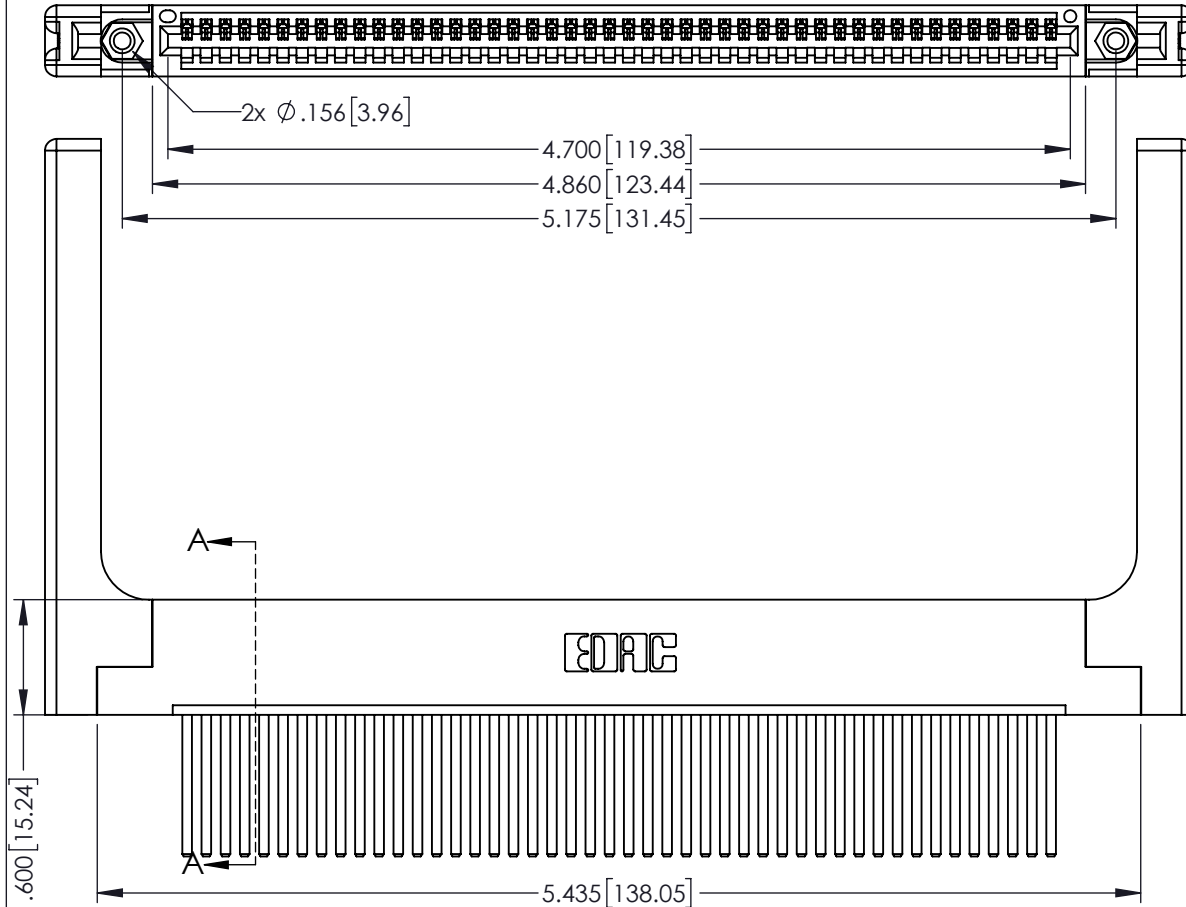 2x ∅ .156[3.96]
4.700[119.38]
4.860[123.44]
5.175[131.45]
A
EDAC
A
.600[15.24]
5.435[138.05]